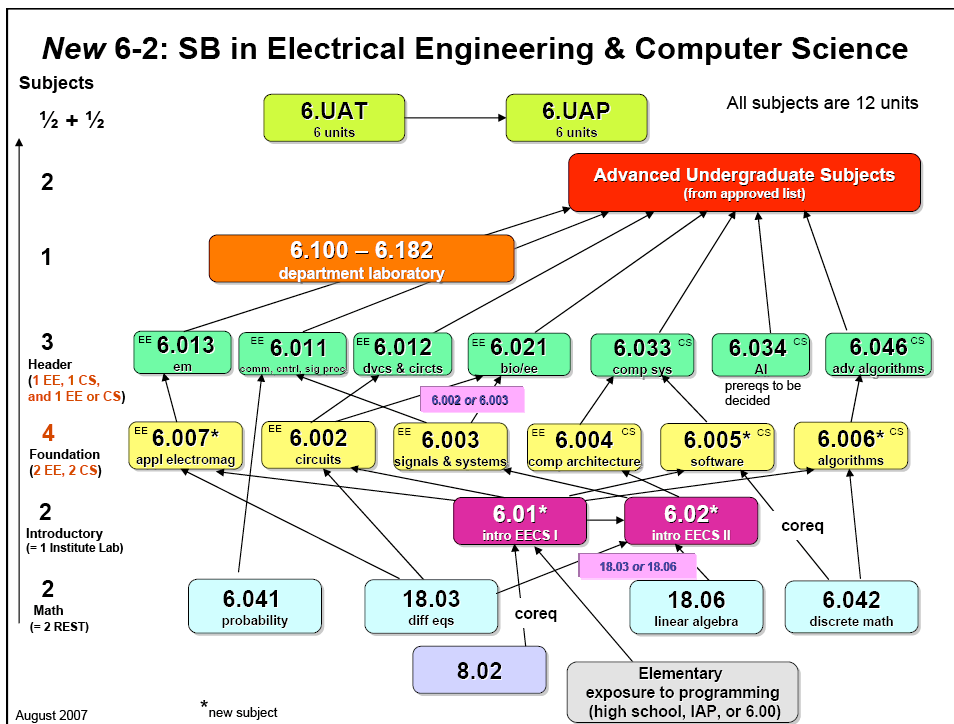 New 6-2: SB in Electrical Engineering & Computer Science
Subjects
½ + ½
6.UAT
6 units
6.UAP
6 units
All subjects are 12 units
2
Advanced Undergraduate Subjects
(from approved list)
1
6.100 – 6.182
department laboratory
3
Header
(1 EE, 1 CS,
and 1 EE or CS)
EE 6.013
em
EE 6.011
comm, cntrl, sig proc
EE 6.012
dvcs & circts
EE 6.021
bio/ee
6.033 CS
comp sys
6.034 CS
AI
prereqs to be
decided
6.046 CS
adv algorithms
6.002 or 6.003
4
Foundation
(2 EE, 2 CS)
EE 6.007*
appl electromag
EE 6.002
circuits
EE 6.003
signals & systems
EE 6.004 CS
comp architecture
6.005* CS
software
6.006* CS
algorithms
2
Introductory
(= 1 Institute Lab)
6.01*
intro EECS I
6.02*
intro EECS II
coreq
18.03 or 18.06
2
Math
(= 2 REST)
6.041
probability
18.03
diff eqs
coreq
18.06
linear algebra
6.042
discrete math
8.02
Elementary
exposure to programming
(high school, IAP, or 6.00)
August 2007
*new subject